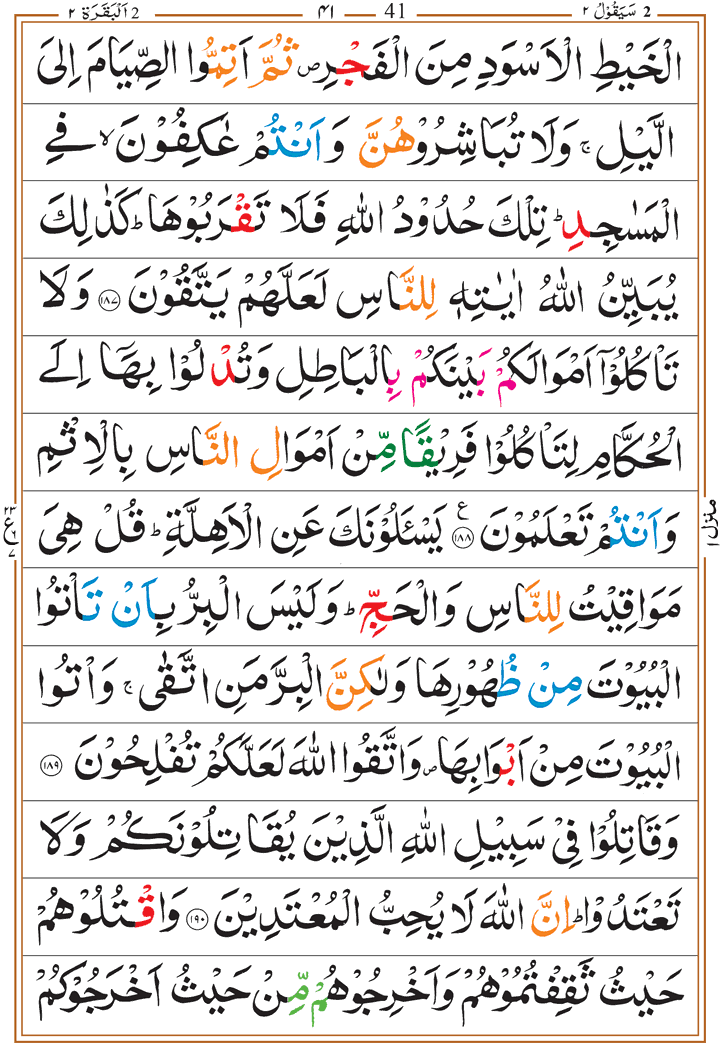 2 اَلْبَقَرَة ٢
٤١
41
2 سَيَقُوْلُ ٢
الْخَيْطِ الْاَسْوَدِ مِنَ الْفَجْرِ ص ثُمَّ اَتِمُّوا الصِّيَامَ اِلَى
الَّيْلِ ج وَلَا تُبَاشِرُوْهُنَّ وَاَنْتُمْ عٰكِفُوْنَ لا فِي
الْمَسٰجِدِ ط تِلْكَ حُدُوْدُ اللّٰهِ فَلَا تَقْرَبُوْهَا ط كَذٰلِكَ
يُبَيِّنُ اللّٰهُ اٰيٰتِهٖ لِلنَّاسِ لَعَلَّهُمْ يَتَّقُوْنَ ١٨٧ وَلَا
تَاْكُلُوْٓا اَمْوَالَكُمْ بَيْنَكُمْ بِالْبَاطِلِ وَتُدْلُوْا بِهَآ اِلَى
الْحُكَّامِ لِتَاْكُلُوْا فَرِيْقًا مِّنْ اَمْوَالِ النَّاسِ بِالْاِثْمِ
وَاَنْتُمْ تَعْلَمُوْنَ ١٨٨ ع يَسْـَٔلُوْنَكَ عَنِ الْاَهِلَّةِ ط قُلْ هِيَ
مَوَاقِيْتُ لِلنَّاسِ وَالْحَجِّ ط وَلَيْسَ الْبِرُّ بِاَنْ تَاْتُوا
الْبُيُوْتَ مِنْ ظُهُوْرِهَا وَلٰكِنَّ الْبِرَّ مَنِ اتَّقٰى ج وَاْتُوا
الْبُيُوْتَ مِنْ اَبْوَابِهَا ص وَاتَّقُوا اللّٰهَ لَعَلَّكُمْ تُفْلِحُوْنَ ١٨٩
وَقَاتِلُوْا فِيْ سَبِيْلِ اللّٰهِ الَّذِيْنَ يُقَاتِلُوْنَكُمْ وَلَا
تَعْتَدُوْا ط اِنَّ اللّٰهَ لَا يُحِبُّ الْمُعْتَدِيْنَ ١٩٠ وَاقْتُلُوْهُمْ
حَيْثُ ثَقِفْتُمُوْهُمْ وَاَخْرِجُوْهُمْ مِّنْ حَيْثُ اَخْرَجُوْكُمْ
منزل ١
٢٣
ع
٧